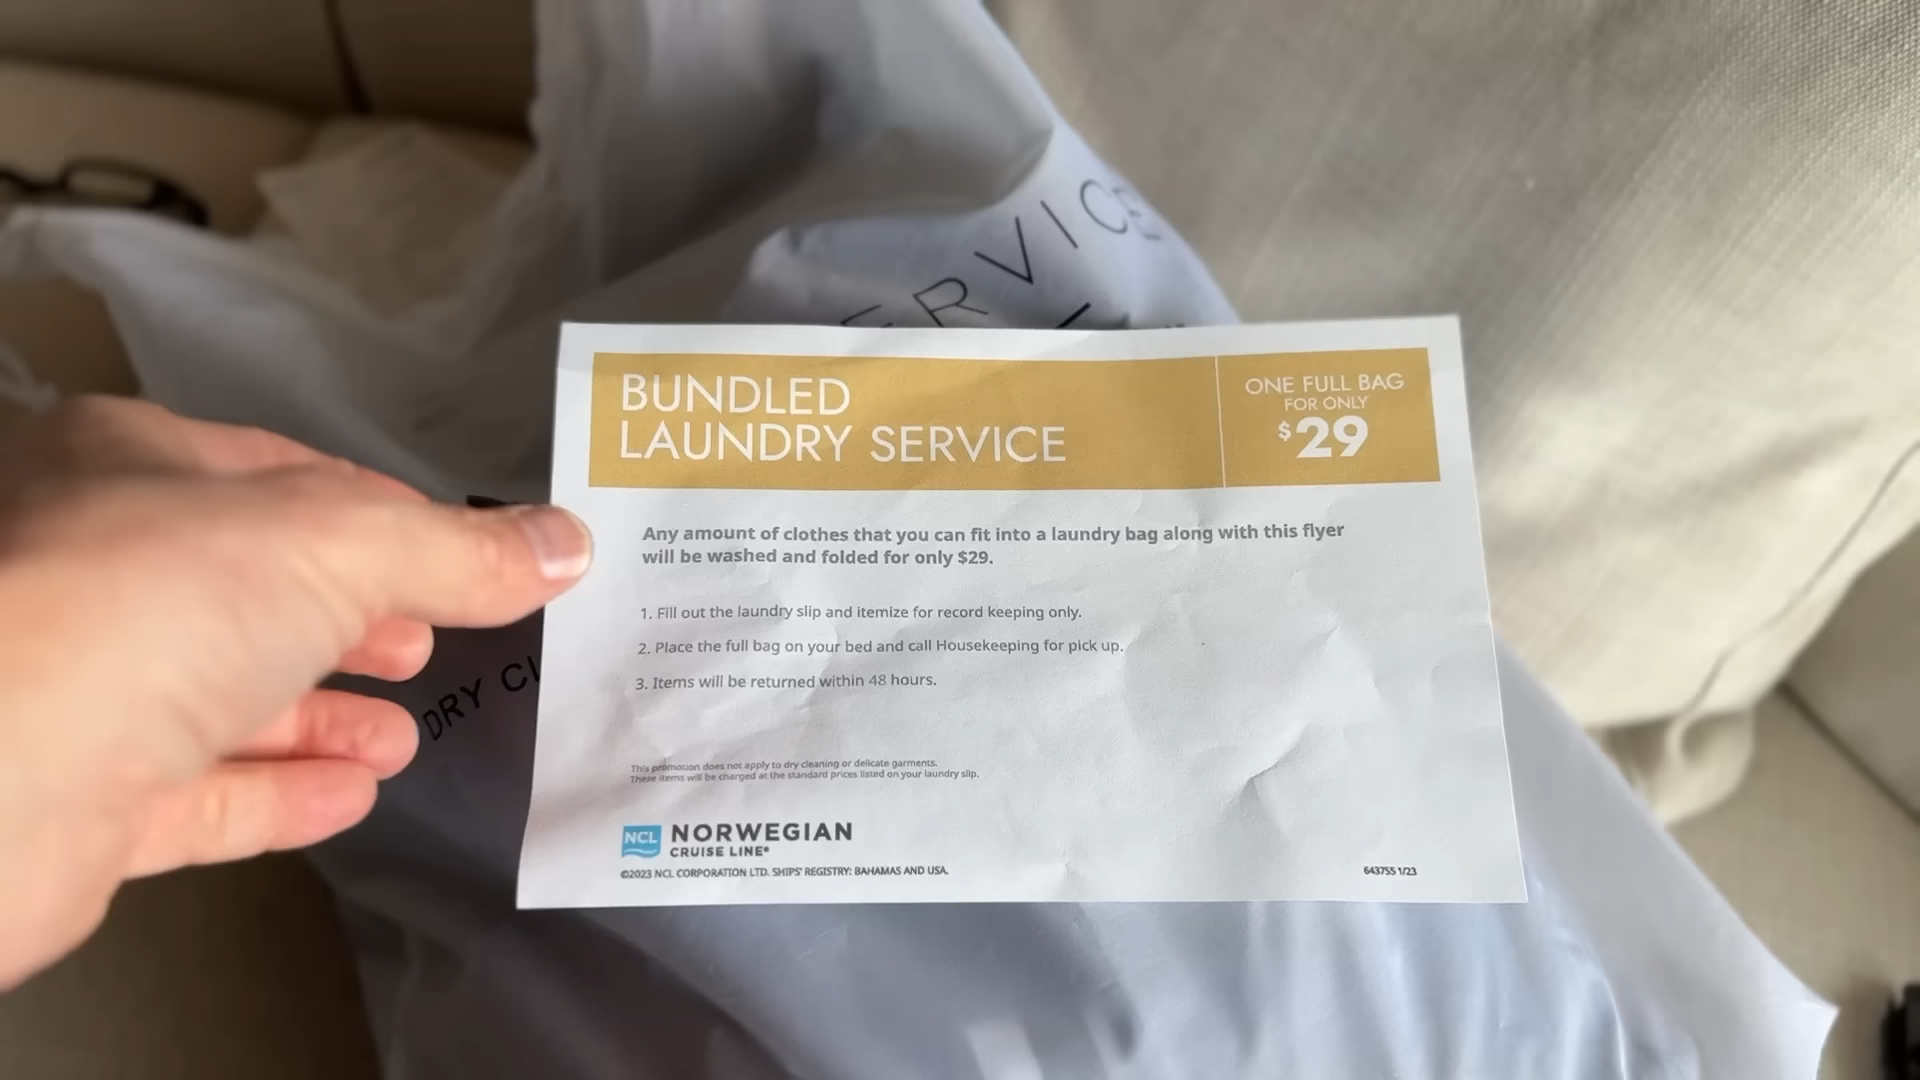 ERVICE
DRY CL
BUNDLED
LAUNDRY SERVICE
ONE FULL BAG
FOR ONLY
$29
Any amount of clothes that you can fit into a laundry bag along with this flyer
will be washed and folded for only $29.
1. Fill out the laundry slip and itemize for record keeping only.
2. Place the full bag on your bed and call Housekeeping for pick up.
3. Items will be returned within 48 hours.
This promotion does not apply to dry cleaning or delicate garments.
These items will be charged at the standard prices listed on your laundry slip.
NCL NORWEGIAN
CRUISE LINE®
©2023 NCL CORPORATION LTD. SHIPS' REGISTRY: BAHAMAS AND USA.
643755 1/23